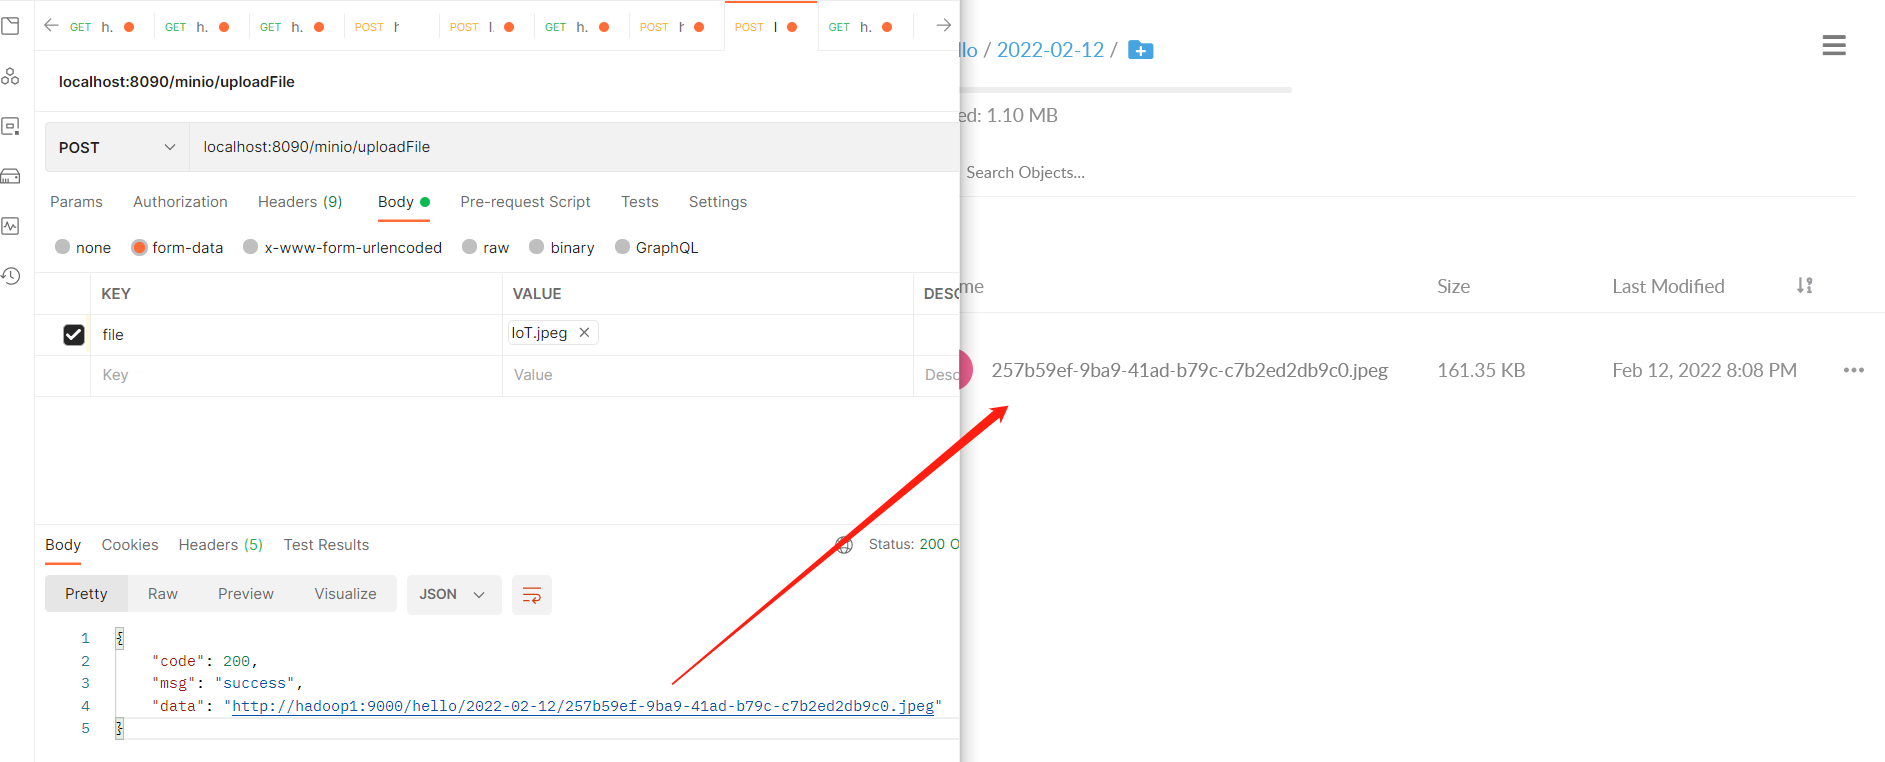 GET h. GET h. GET h. POST POST l. GET h. POST POST GET h.
localhost:8090/minio/uploadFile
POST localhost:8090/minio/uploadFile
Params Authorization Headers (9) Body Pre-request Script Tests Settings
none form-data x-www-form-urlencoded raw binary GraphQL
KEY VALUE DESC
file IoT.jpeg
Key Value Desc
Body Cookies Headers (5) Test Results Status: 200 O
Pretty Raw Preview Visualize JSON
1 {
2 "code": 200,
3 "msg": "success",
4 "data": "http://hadoop1:9000/hello/2022-02-12/257b59ef-9ba9-41ad-b79c-c7b2ed2db9c0.jpeg"
5 }
llo / 2022-02-12 /
ed: 1.10 MB
Search Objects...
me Size Last Modified
257b59ef-9ba9-41ad-b79c-c7b2ed2db9c0.jpeg 161.35 KB Feb 12, 2022 8:08 PM